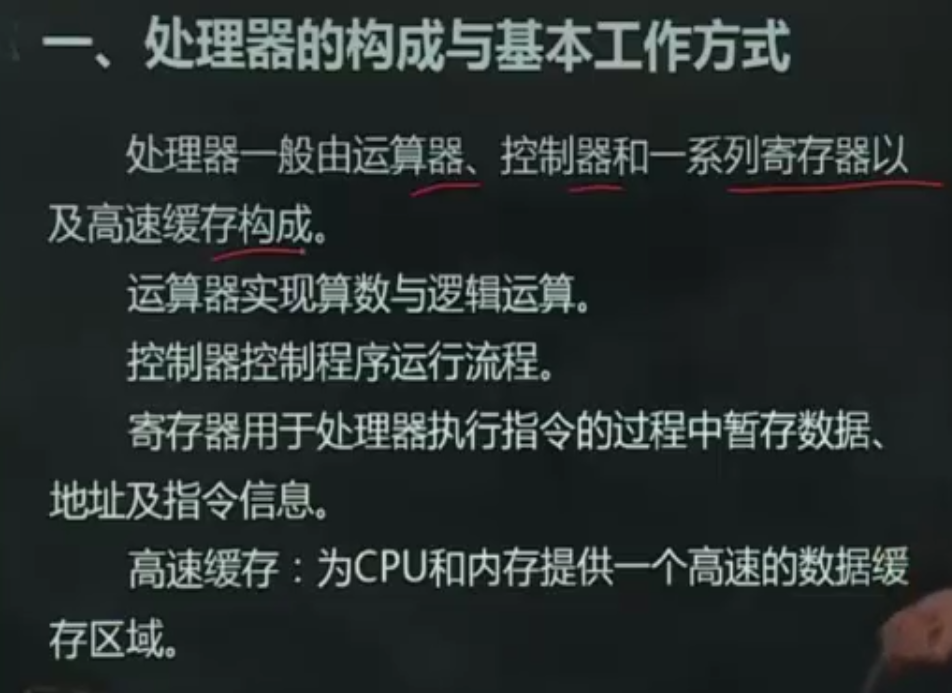 一、处理器的构成与基本工作方式
处理器一般由运算器、控制器和一系列寄存器以
及高速缓存构成。
运算器实现算数与逻辑运算。
控制器控制程序运行流程。
寄存器用于处理器执行指令的过程中暂存数据、
地址及指令信息。
高速缓存：为CPU和内存提供一个高速的数据缓
存区域。